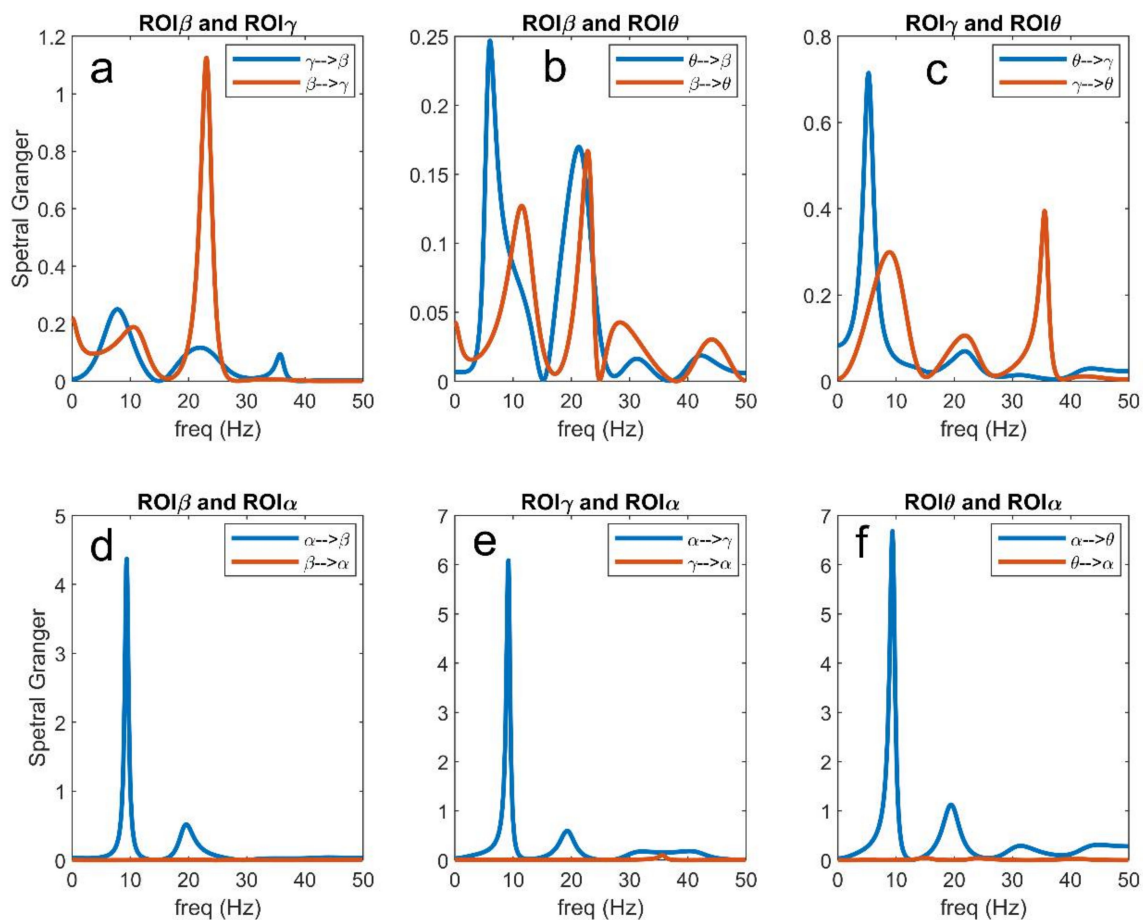 ROIβ and ROIγ
a
γ-->β
β-->γ
Spetral Granger
1.2
1
0.8
0.6
0.4
0.2
0
0 10 20 30 40 50
freq (Hz)
ROIβ and ROIθ
b
θ-->β
β-->θ
0.25
0.2
0.15
0.1
0.05
0
0 10 20 30 40 50
freq (Hz)
ROIγ and ROIθ
c
θ-->γ
γ-->θ
0.8
0.6
0.4
0.2
0
0 10 20 30 40 50
freq (Hz)
ROIβ and ROIα
d
α-->β
β-->α
Spetral Granger
5
4
3
2
1
0
0 10 20 30 40 50
freq (Hz)
ROIγ and ROIα
e
α-->γ
γ-->α
7
6
5
4
3
2
1
0
0 10 20 30 40 50
freq (Hz)
ROIθ and ROIα
f
α-->θ
θ-->α
7
6
5
4
3
2
1
0
0 10 20 30 40 50
freq (Hz)